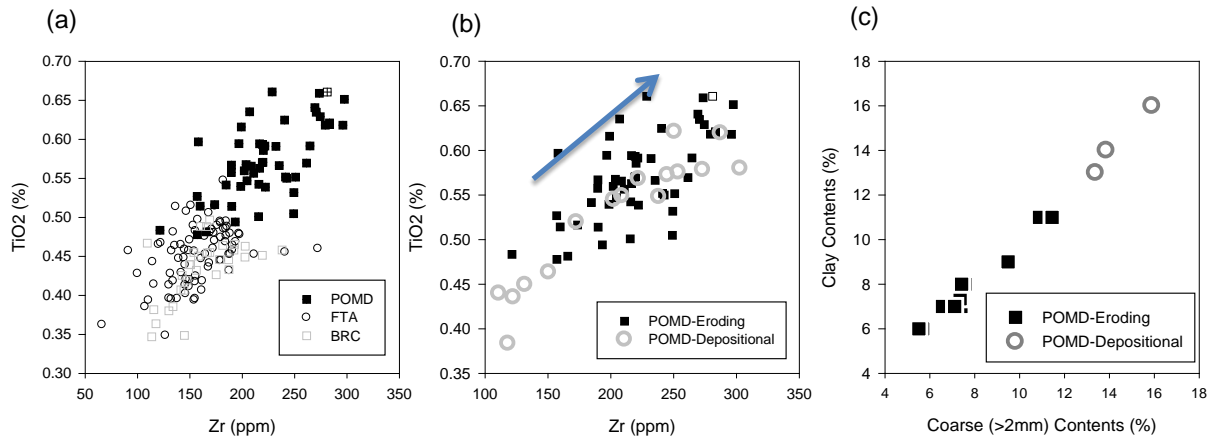 (a)
0.70
0.65
0.60
0.55
0.50
0.45
0.40
0.35
0.30
TiO2 (%)
50 100 150 200 250 300 350
Zr (ppm)
POMD
FTA
BRC
(b)
0.70
0.65
0.60
0.55
0.50
0.45
0.40
0.35
TiO2 (%)
100 150 200 250 300 350
Zr (ppm)
POMD-Eroding
POMD-Depositional
(c)
18
16
14
12
10
8
6
4
Clay Contents (%)
4 6 8 10 12 14 16 18
Coarse (>2mm) Contents (%)
POMD-Eroding
POMD-Depositional